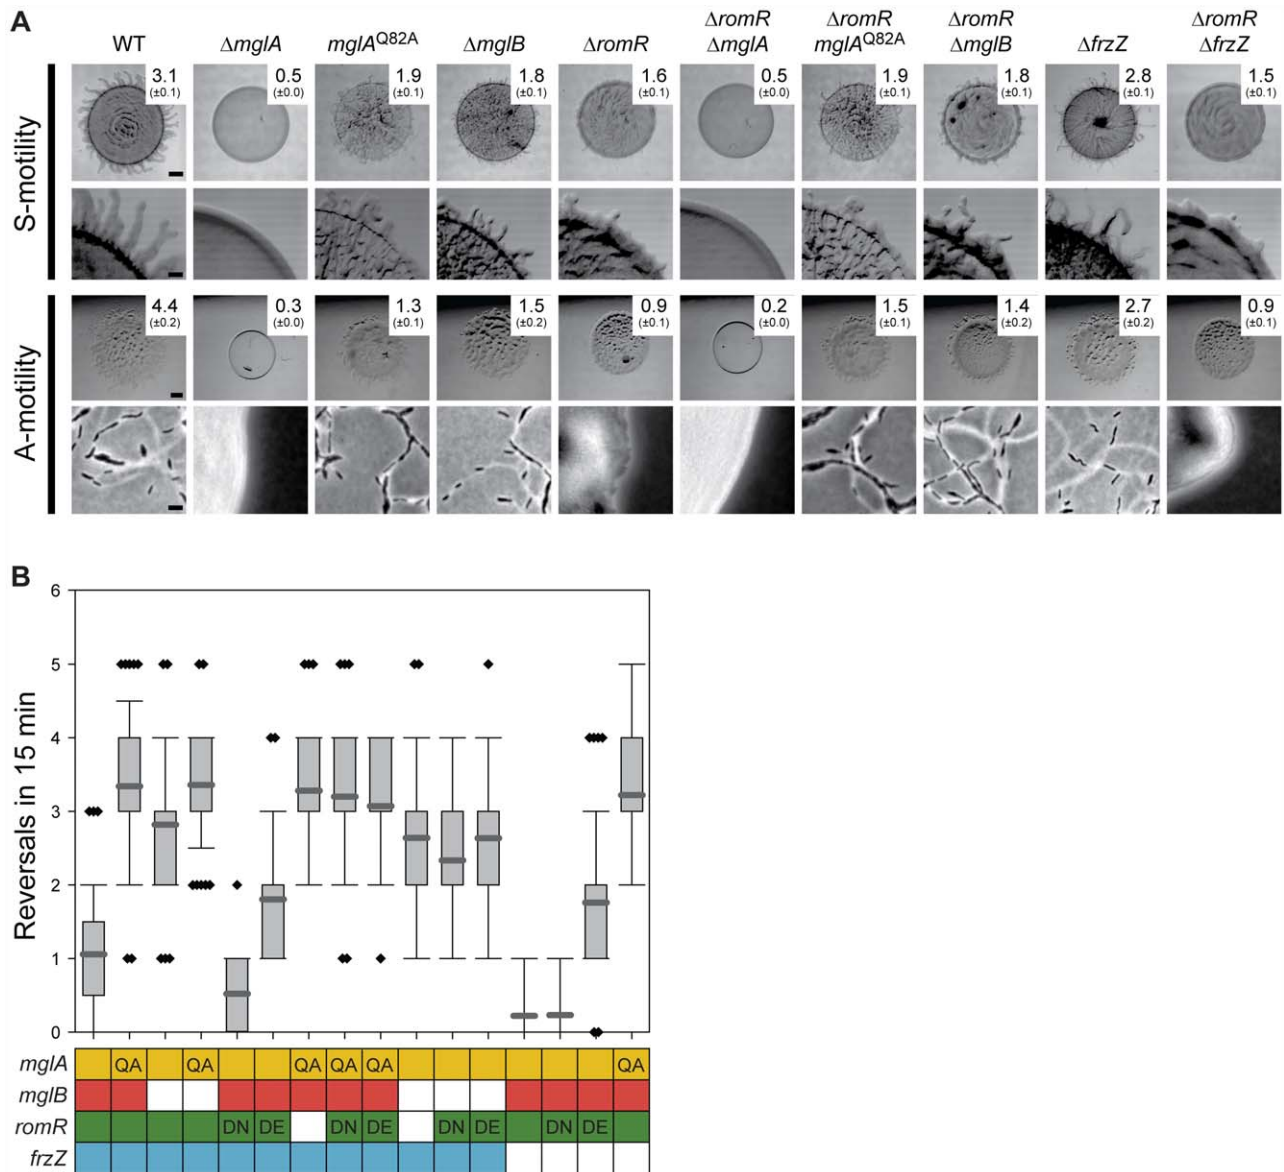 A
WT ΔmglA mglAQ82A ΔmglB ΔromR ΔromR ΔmglA ΔromR mglAQ82A ΔromR ΔmglB ΔfrzZ ΔromR ΔfrzZ
S-motility
3.1 0.5 1.9 1.8 1.6 0.5 1.9 1.8 2.8 1.5
(±0.1) (±0.0) (±0.1) (±0.1) (±0.1) (±0.0) (±0.1) (±0.1) (±0.1) (±0.1)
A-motility
4.4 0.3 1.3 1.5 0.9 0.2 1.5 1.4 2.7 0.9
(±0.2) (±0.0) (±0.1) (±0.2) (±0.1) (±0.0) (±0.1) (±0.2) (±0.2) (±0.1)
B
Reversals in 15 min
6
5
4
3
2
1
0
mglA QA QA QA QA QA QA
mglB
romR DN DE DN DE DN DE DN DE
frzZ